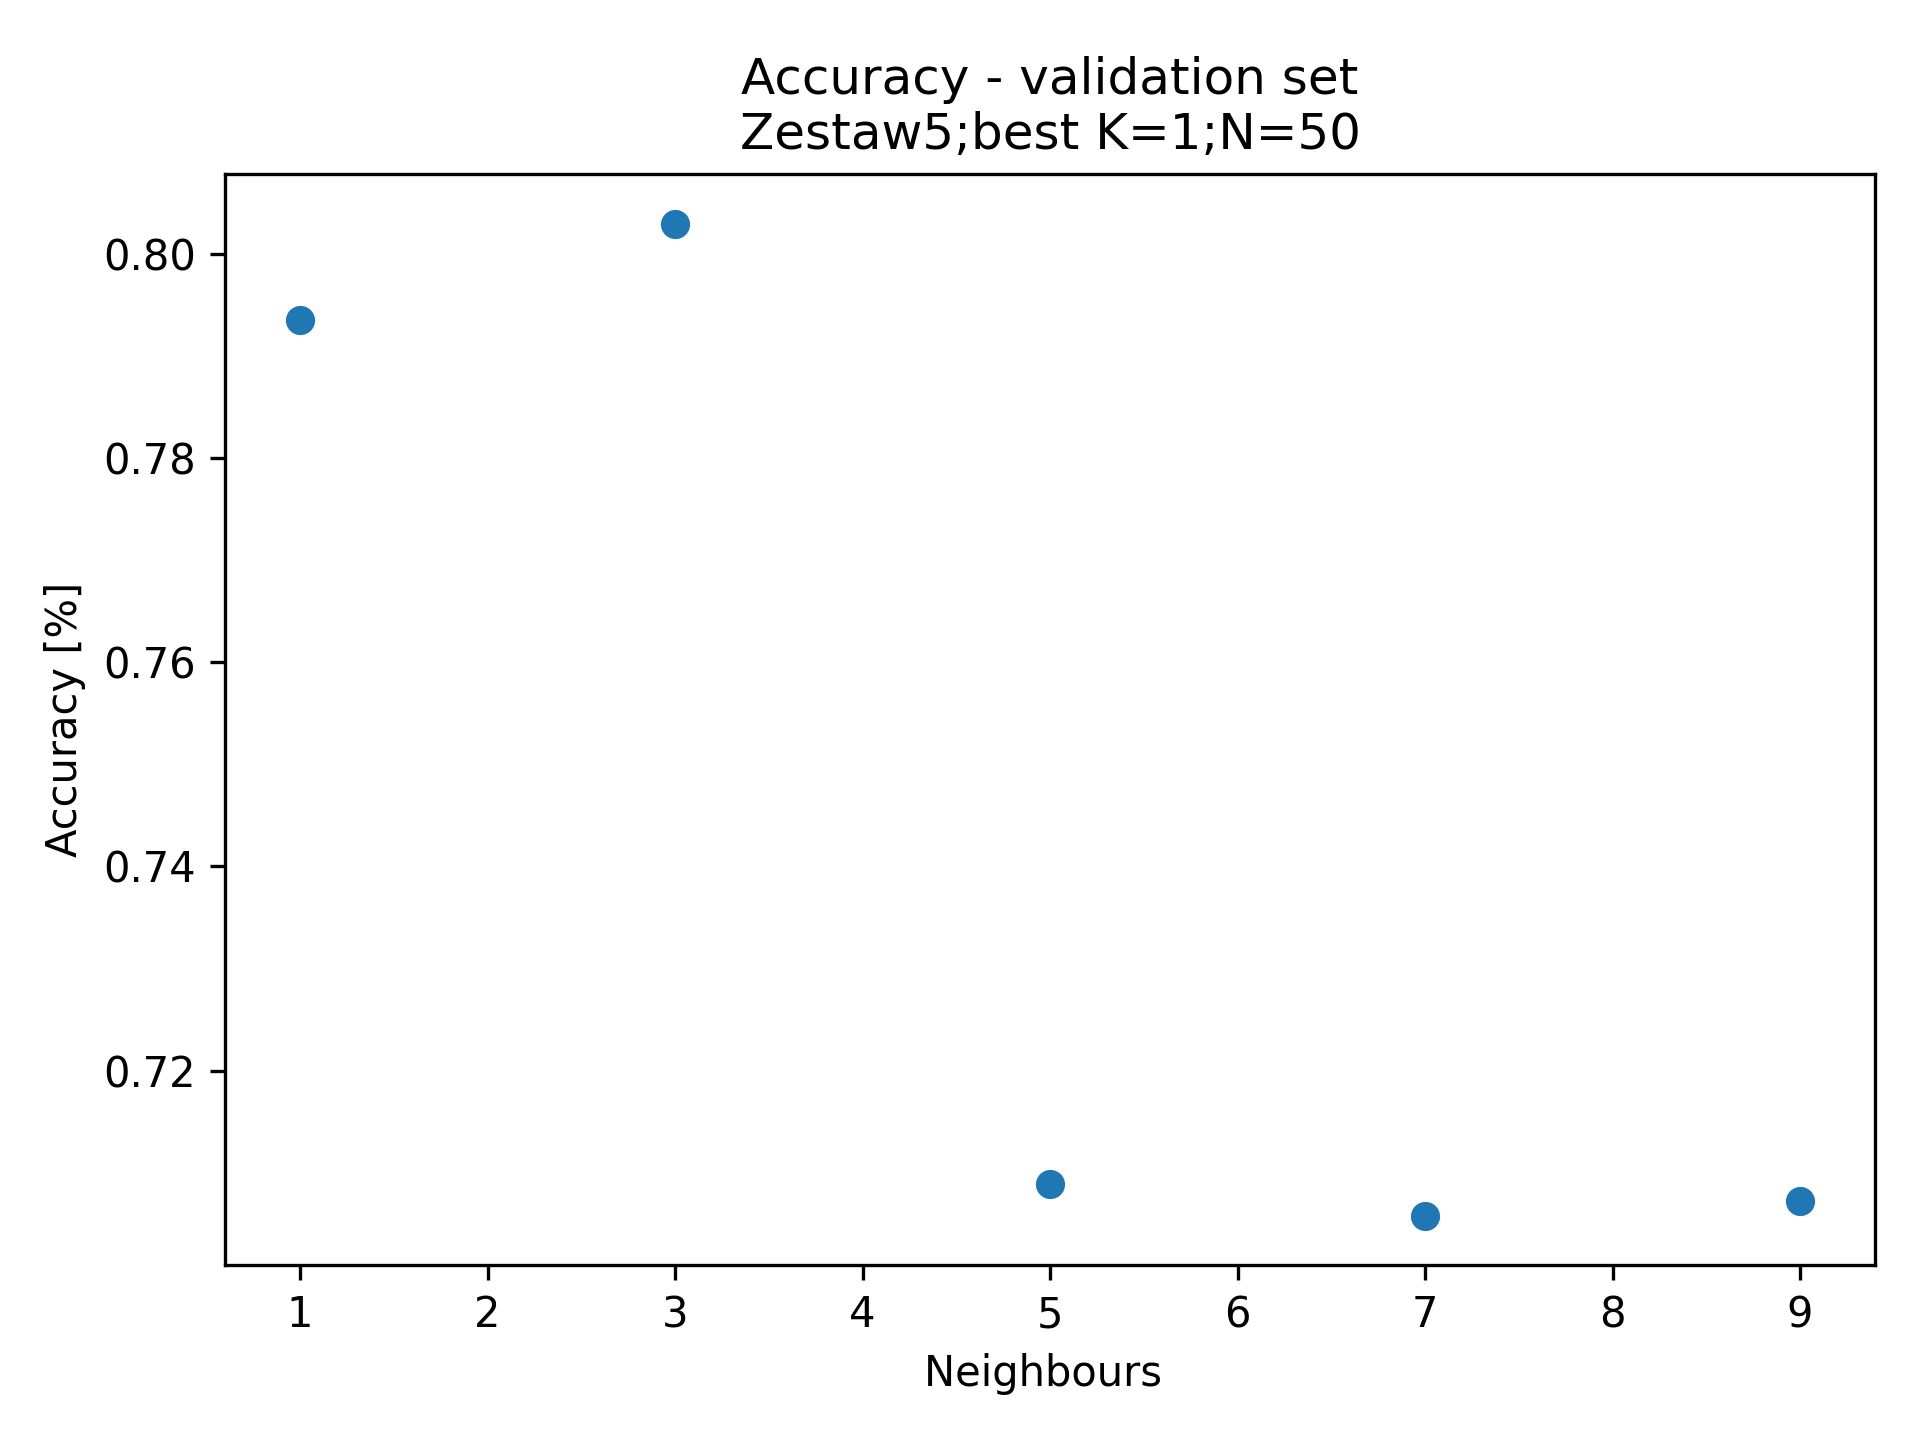 Accuracy - validation set
Zestaw5;best K=1;N=50
0.80
0.78
0.76
0.74
0.72
Accuracy [%]
1 2 3 4 5 6 7 8 9
Neighbours